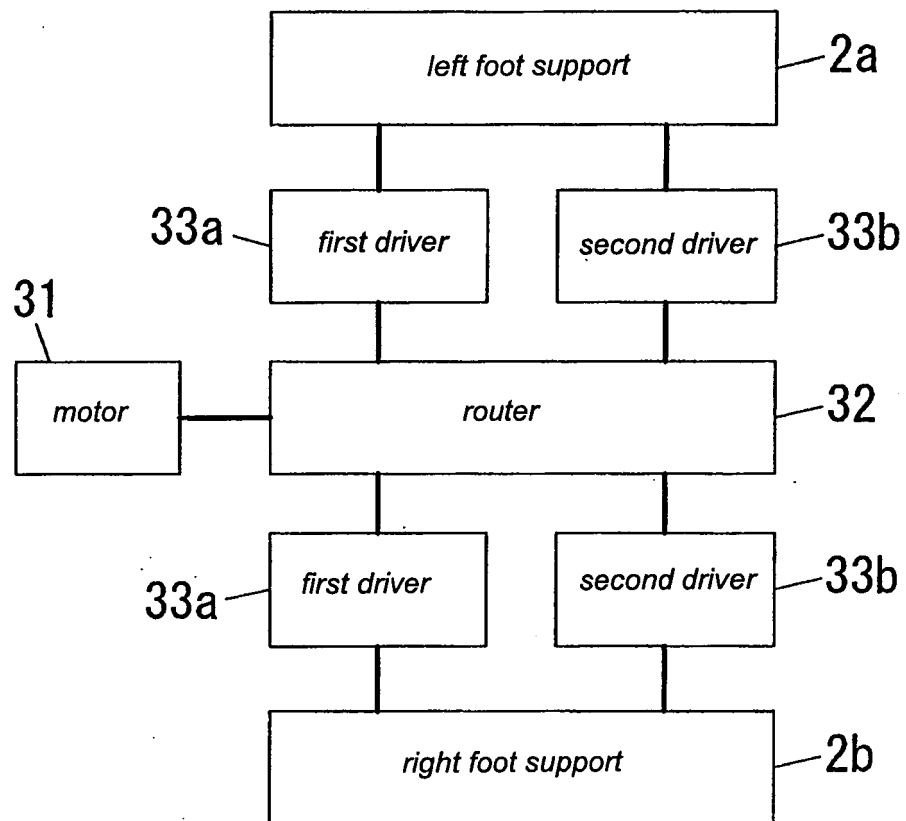 left foot support
2a
33a
first driver
second driver
33b
31
motor
router
32
33a
first driver
second driver
33b
right foot support
2b